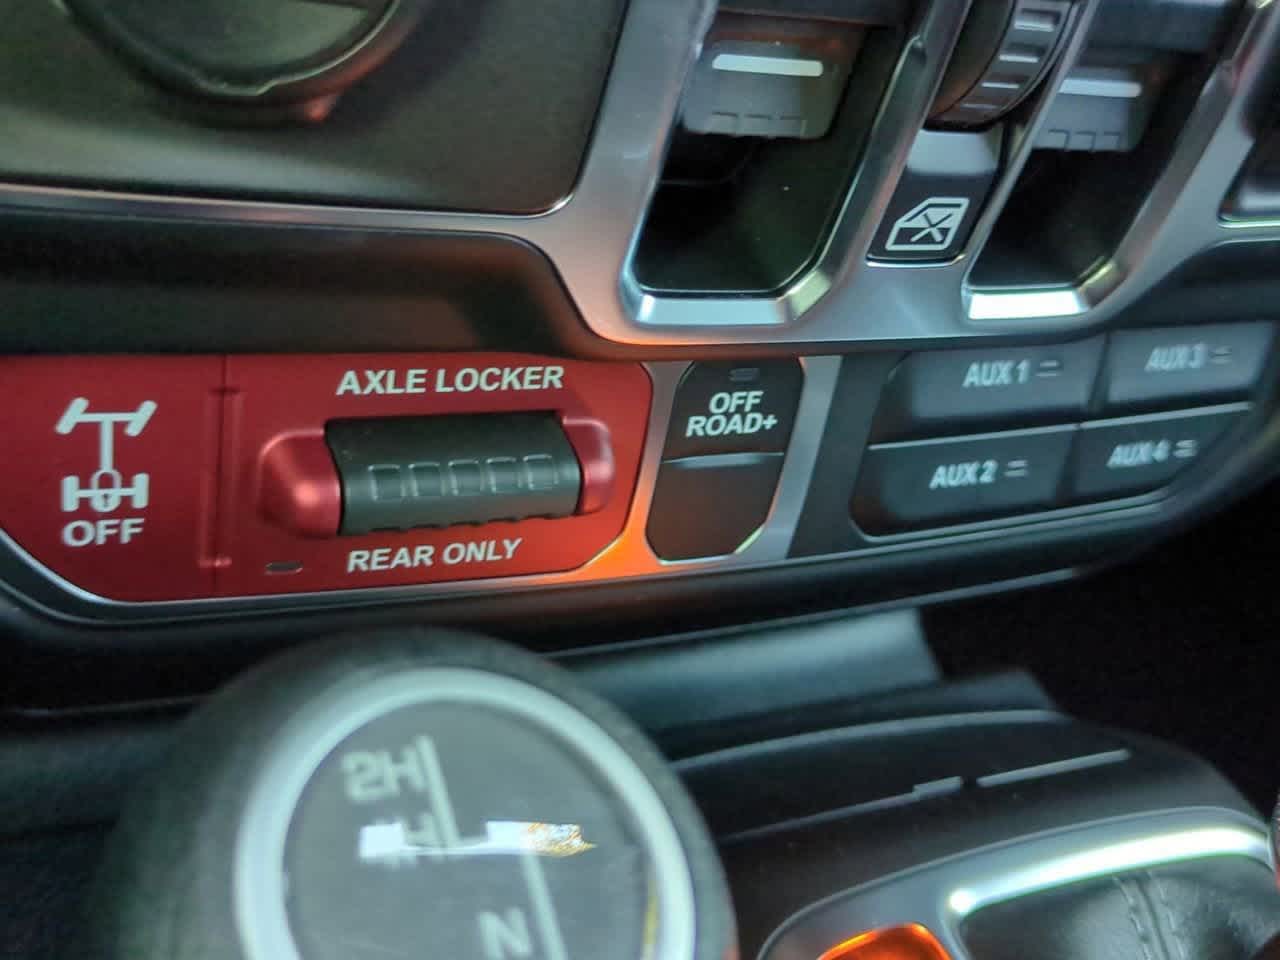 AXLE LOCKER
OFF
REAR ONLY
OFF
ROAD+
AUX 1
AUX 3
AUX 2
AUX 4
2H
N